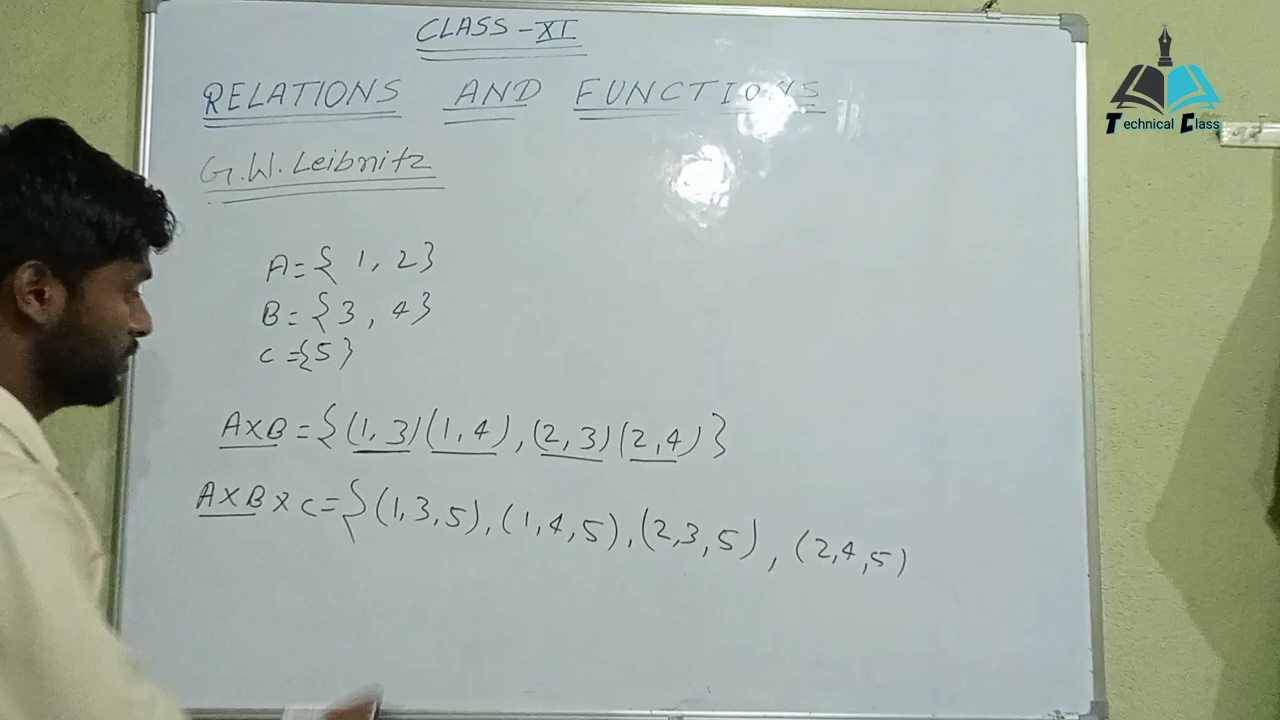 CLASS-XI
RELATIONS AND FUNCTIONS
G.W. Leibnitz
A={ 1, 2}
B={3, 4}
C={5}
A×B={(1,3)(1,4),(2,3)(2,4)}
A×B×C={(1,3,5),(1,4,5),(2,3,5),(2,4,5)
Technical Class